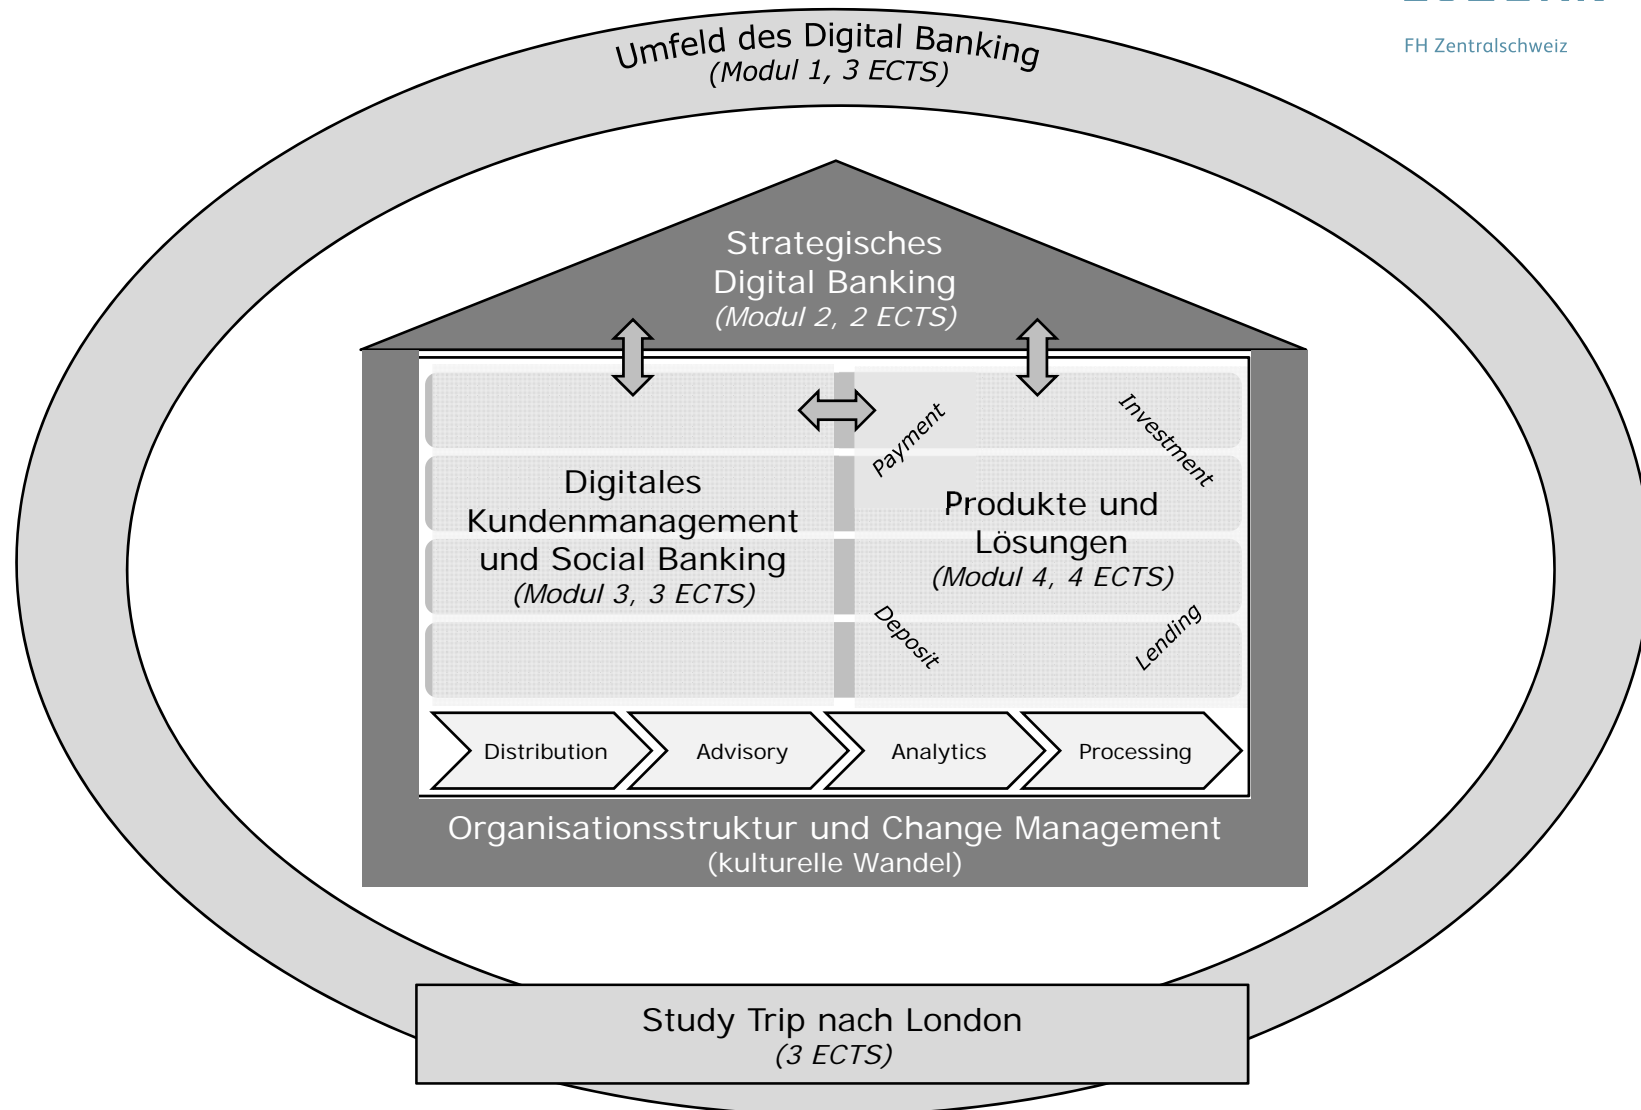 FH Zentralschweiz
Umfeld des Digital Banking
(Modul 1, 3 ECTS)
Strategisches
Digital Banking
(Modul 2, 2 ECTS)
Digitales
Kundenmanagement
und Social Banking
(Modul 3, 3 ECTS)
Payment
Investment
Produkte und
Lösungen
(Modul 4, 4 ECTS)
Deposit
Lending
Distribution
Advisory
Analytics
Processing
Organisationsstruktur und Change Management
(kulturelle Wandel)
Study Trip nach London
(3 ECTS)